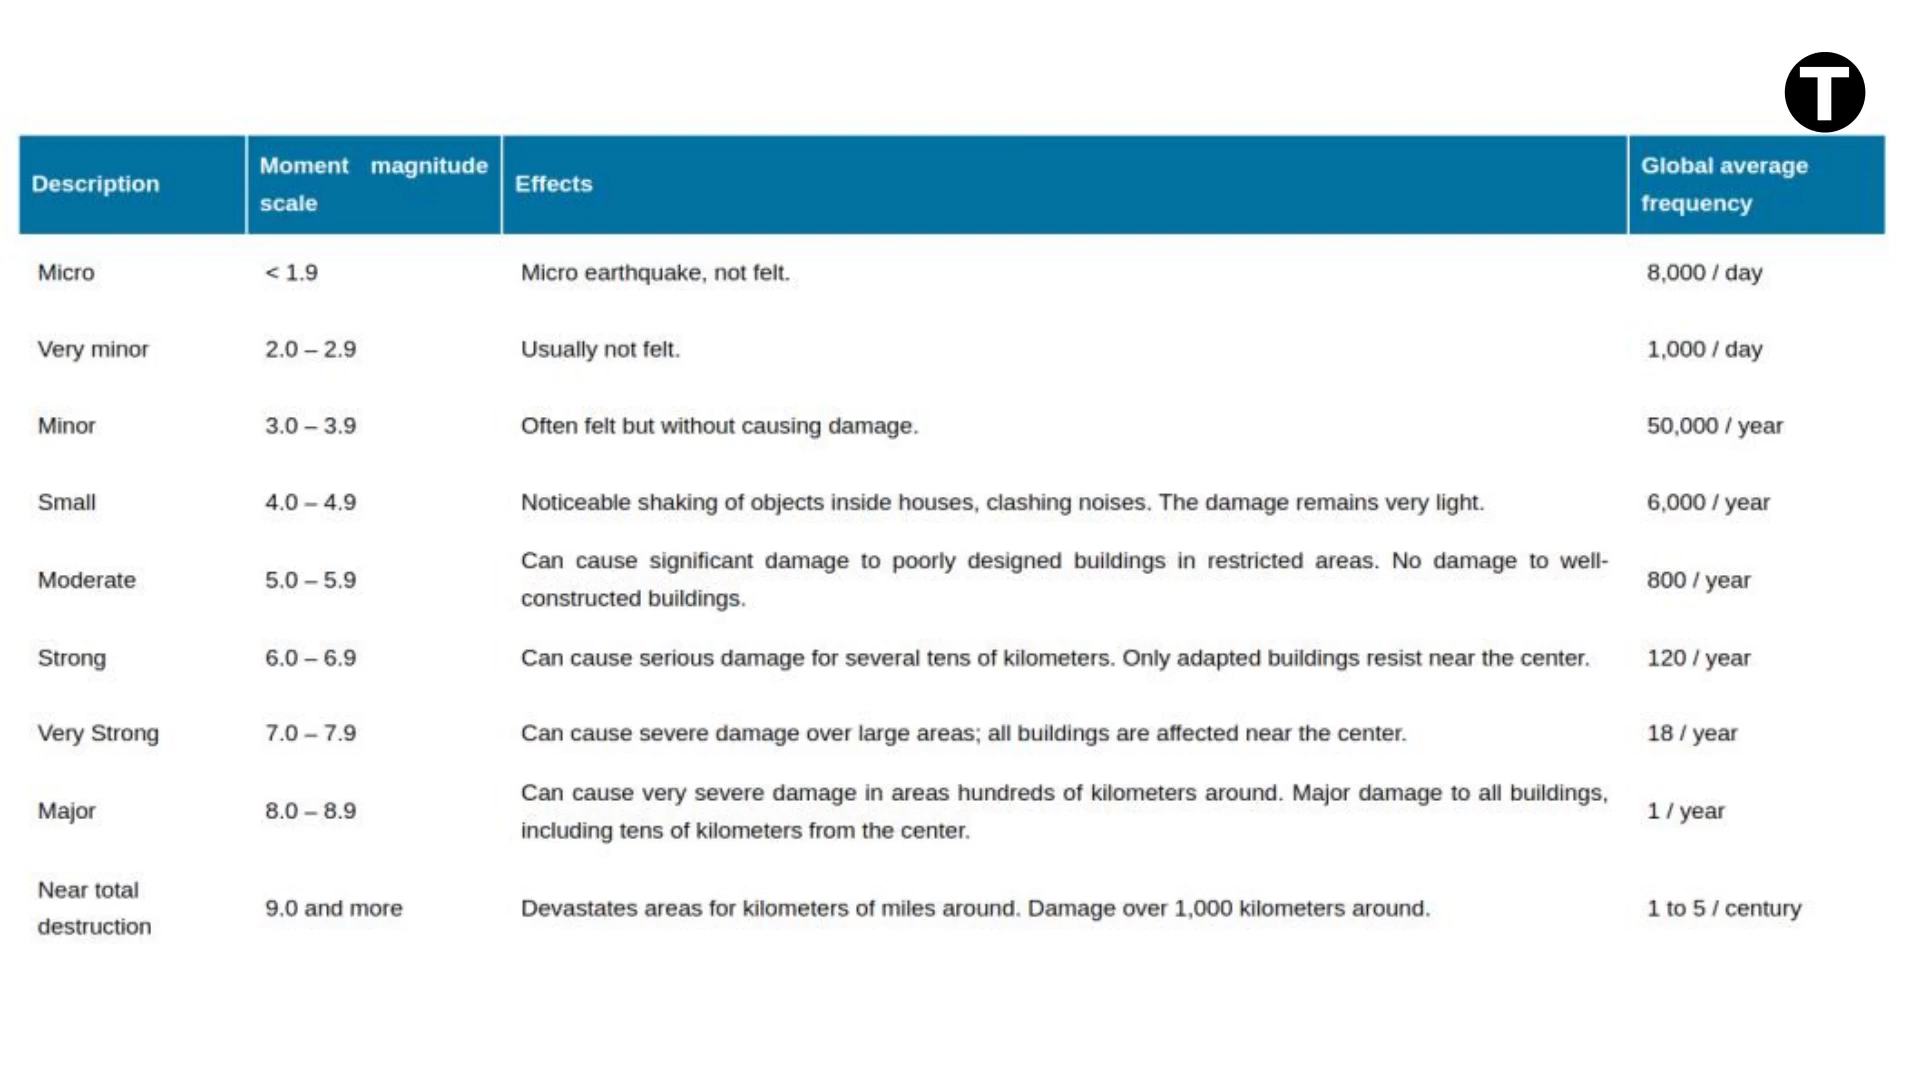 T
Description
Moment magnitude
scale
Effects
Global average
frequency
Micro
< 1.9
Micro earthquake, not felt.
8,000 / day
Very minor
2.0 – 2.9
Usually not felt.
1,000 / day
Minor
3.0 – 3.9
Often felt but without causing damage.
50,000 / year
Small
4.0 – 4.9
Noticeable shaking of objects inside houses, clashing noises. The damage remains very light.
6,000 / year
Moderate
5.0 – 5.9
Can cause significant damage to poorly designed buildings in restricted areas. No damage to well-
constructed buildings.
800 / year
Strong
6.0 – 6.9
Can cause serious damage for several tens of kilometers. Only adapted buildings resist near the center.
120 / year
Very Strong
7.0 – 7.9
Can cause severe damage over large areas; all buildings are affected near the center.
18 / year
Major
8.0 – 8.9
Can cause very severe damage in areas hundreds of kilometers around. Major damage to all buildings,
including tens of kilometers from the center.
1 / year
Near total
destruction
9.0 and more
Devastates areas for kilometers of miles around. Damage over 1,000 kilometers around.
1 to 5 / century